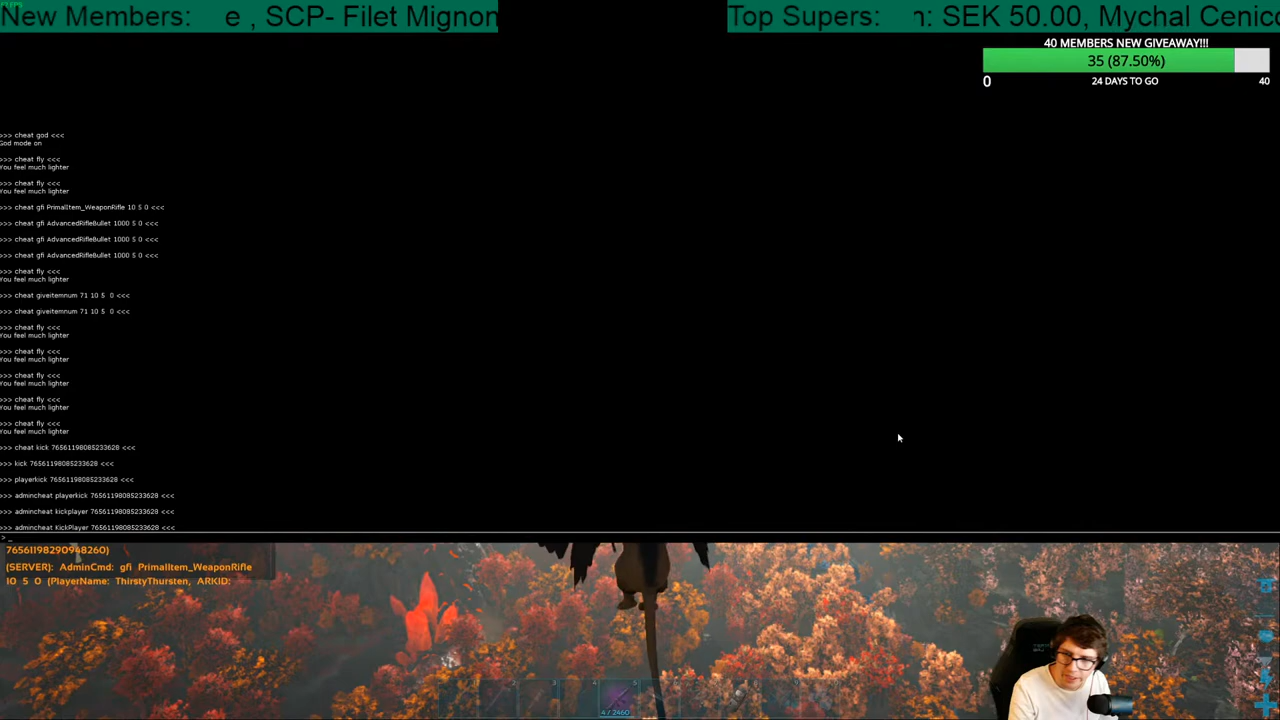 New Members: e , SCP- Filet Mignon
Top Supers: n: SEK 50.00, Mychal Cenico
40 MEMBERS NEW GIVEAWAY!!!
35 (87.50%)
0 24 DAYS TO GO 40
>>> cheat god <<<
God mode on
>>> cheat fly <<<
You feel much lighter
>>> cheat fly <<<
You feel much lighter
>>> cheat gfi PrimalItem_WeaponRifle 10 5 0 <<<
>>> cheat gfi AdvancedRifleBullet 1000 5 0 <<<
>>> cheat gfi AdvancedRifleBullet 1000 5 0 <<<
>>> cheat gfi AdvancedRifleBullet 1000 5 0 <<<
>>> cheat fly <<<
You feel much lighter
>>> cheat giveitemnum 71 10 5  0 <<<
>>> cheat giveitemnum 71 10 5  0 <<<
>>> cheat fly <<<
You feel much lighter
>>> cheat fly <<<
You feel much lighter
>>> cheat fly <<<
You feel much lighter
>>> cheat fly <<<
You feel much lighter
>>> cheat fly <<<
You feel much lighter
>>> cheat kick 76561198085233628 <<<
>>> kick 76561198085233628 <<<
>>> playerkick 76561198085233628 <<<
>>> admincheat playerkick 76561198085233628 <<<
>>> admincheat kickplayer 76561198085233628 <<<
>>> admincheat KickPlayer 76561198085233628 <<<
> _
76561198290948260)
(SERVER): AdminCmd: gfi PrimalItem_WeaponRifle
10 5 0 (PlayerName: ThirstyThursten, ARKID:
4 / 2460